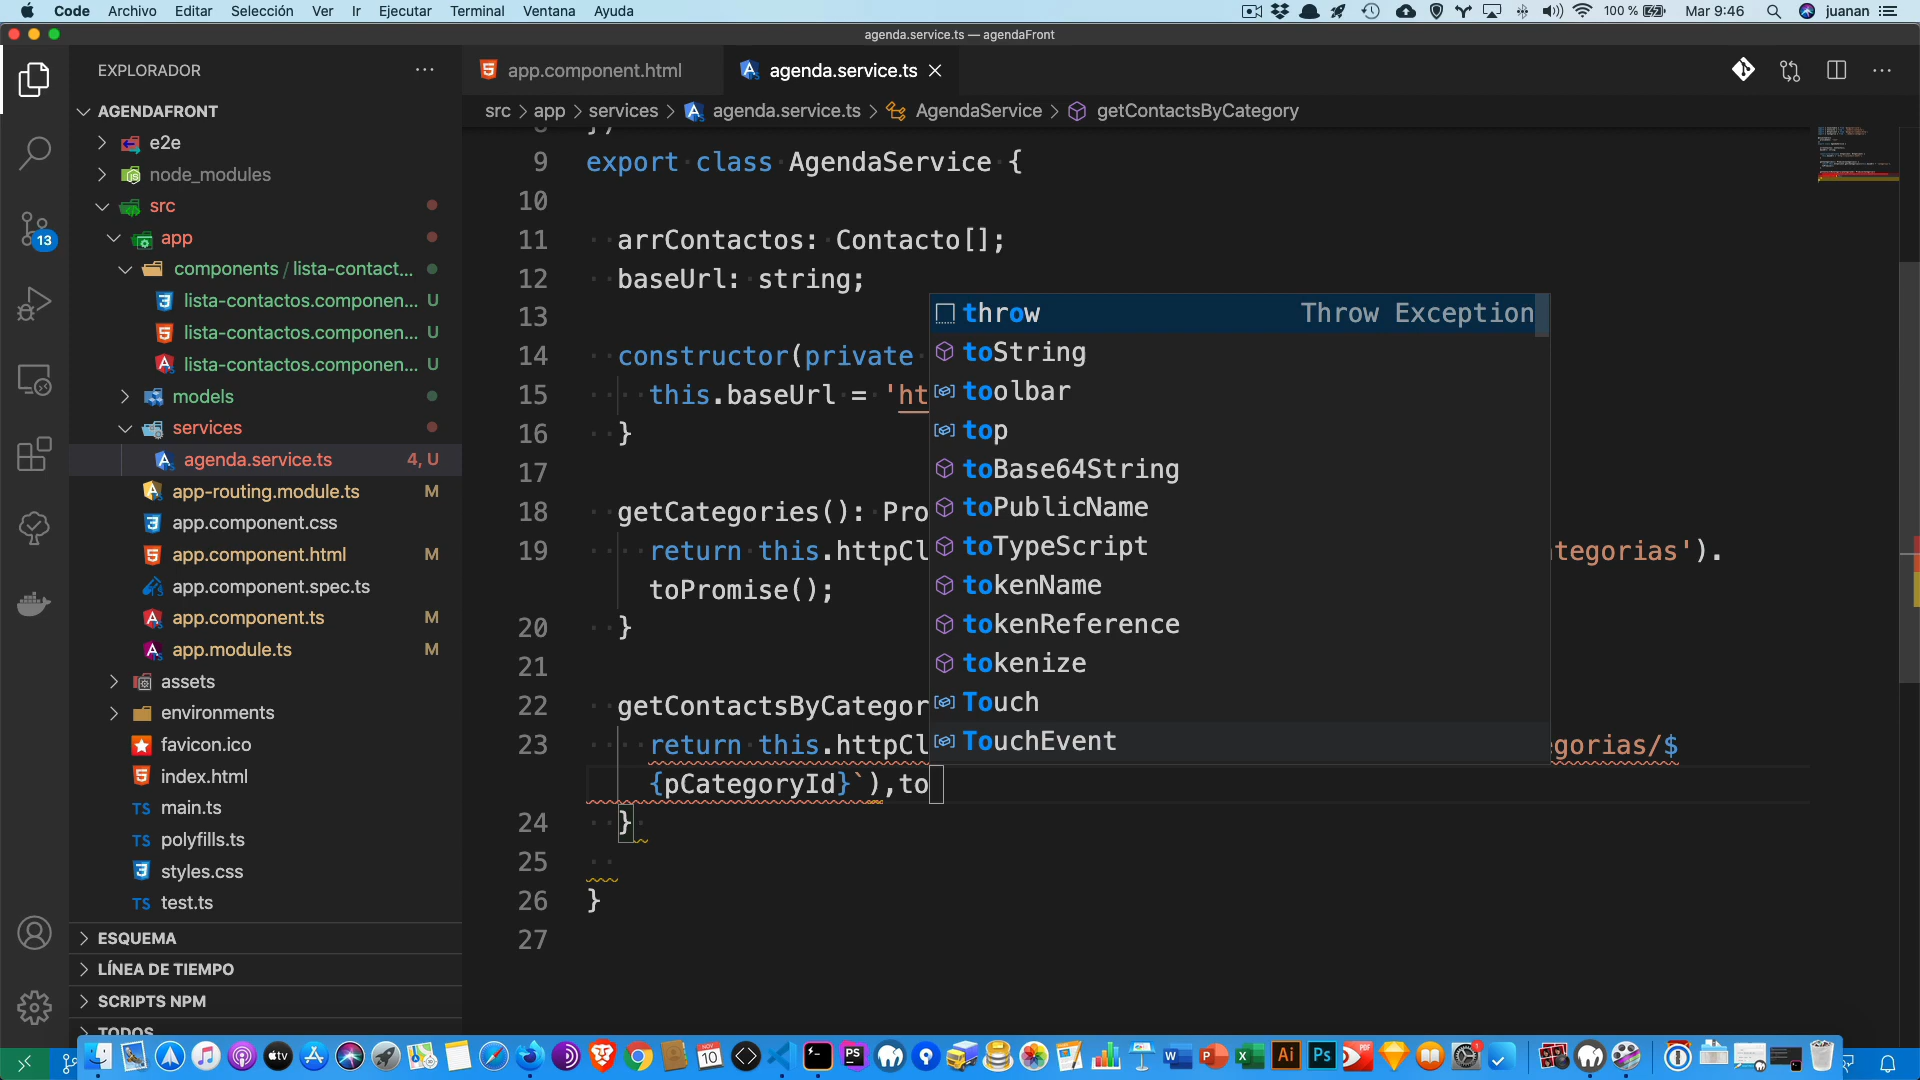 Code Archivo Editar Selección Ver Ir Ejecutar Terminal Ventana Ayuda 100 % Mar 9:46 juanan
agenda.service.ts — agendaFront
EXPLORADOR
AGENDAFRONT
e2e
node_modules
src
app
components / lista-contact...
lista-contactos.componen... U
lista-contactos.componen... U
lista-contactos.componen... U
models
services
agenda.service.ts 4, U
app-routing.module.ts M
app.component.css
app.component.html M
app.component.spec.ts
app.component.ts M
app.module.ts M
assets
environments
favicon.ico
index.html
TS main.ts
TS polyfills.ts
styles.css
TS test.ts
ESQUEMA
LÍNEA DE TIEMPO
SCRIPTS NPM
TODOS
13
app.component.html agenda.service.ts
src > app > services > agenda.service.ts > AgendaService > getContactsByCategory
9 export class AgendaService {
10
11 arrContactos: Contacto[];
12 baseUrl: string;
13
14 constructor(private
15 this.baseUrl = 'ht
16 }
17
18 getCategories(): Pro
19 return this.httpCl tegorias').
toPromise();
20 }
21
22 getContactsByCategor
23 return this.httpCl gorias/$
{pCategoryId}`),to
24 }
25
26 }
27
throw Throw Exception
toString
toolbar
top
toBase64String
toPublicName
toTypeScript
tokenName
tokenReference
tokenize
Touch
TouchEvent